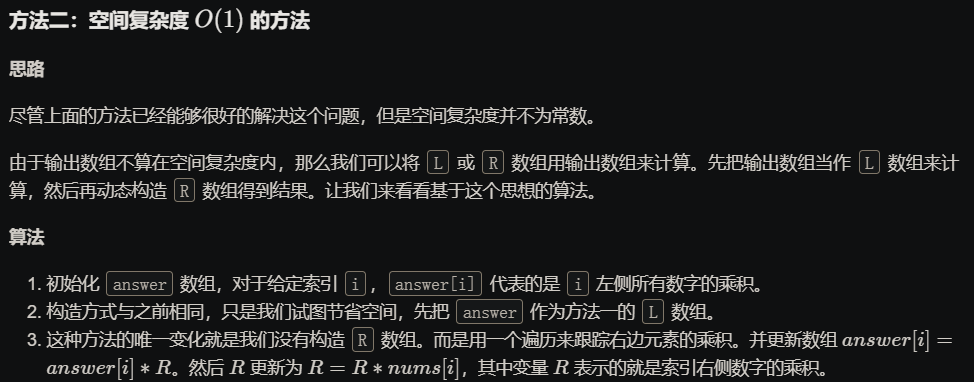 方法二：空间复杂度 O(1) 的方法
思路
尽管上面的方法已经能够很好的解决这个问题，但是空间复杂度并不为常数。
由于输出数组不算在空间复杂度内，那么我们可以将 L 或 R 数组用输出数组来计算。先把输出数组当作 L 数组来计
算，然后再动态构造 R 数组得到结果。让我们来看看基于这个思想的算法。
算法
1. 初始化 answer 数组，对于给定索引 i ，answer[i] 代表的是 i 左侧所有数字的乘积。
2. 构造方式与之前相同，只是我们试图节省空间，先把 answer 作为方法一的 L 数组。
3. 这种方法的唯一变化就是我们没有构造 R 数组。而是用一个遍历来跟踪右边元素的乘积。并更新数组 answer[i] =
answer[i] * R。然后 R 更新为 R = R * nums[i]，其中变量 R 表示的就是索引右侧数字的乘积。